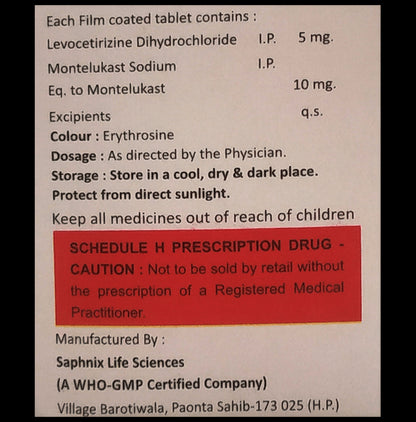 Each Film coated tablet contains :
Levocetirizine Dihydrochloride I.P. 5 mg.
Montelukast Sodium I.P.
Eq. to Montelukast 10 mg.
Excipients q.s.
Colour : Erythrosine
Dosage : As directed by the Physician.
Storage : Store in a cool, dry & dark place.
Protect from direct sunlight.
Keep all medicines out of reach of children
SCHEDULE H PRESCRIPTION DRUG -
CAUTION : Not to be sold by retail without
the prescription of a Registered Medical
Practitioner.
Manufactured By :
Saphnix Life Sciences
(A WHO-GMP Certified Company)
Village Barotiwala, Paonta Sahib-173 025 (H.P.)